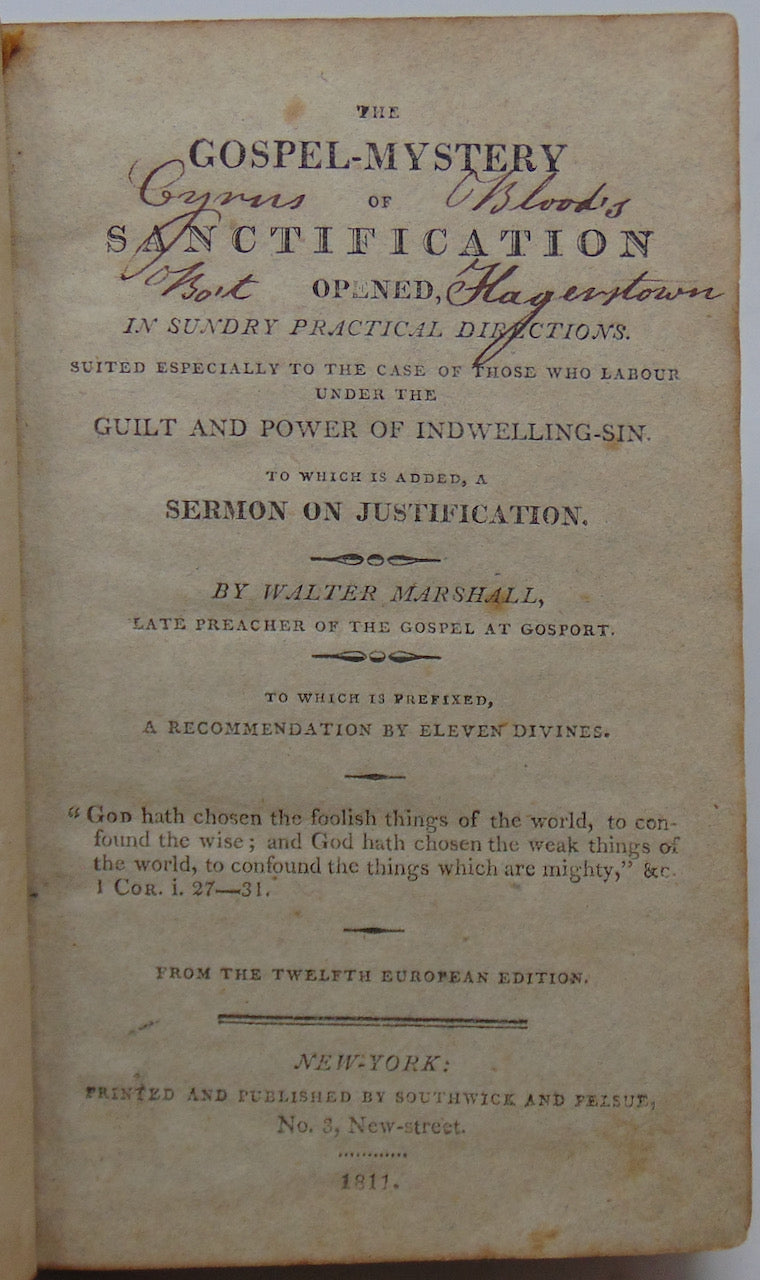 THE
GOSPEL-MYSTERY
Cyrus OF Blood's
SANCTIFICATION
OPENED, Hagerstown
IN SUNDRY PRACTICAL DIRECTIONS.
SUITED ESPECIALLY TO THE CASE OF THOSE WHO LABOUR
UNDER THE
GUILT AND POWER OF INDWELLING-SIN.
TO WHICH IS ADDED, A
SERMON ON JUSTIFICATION.
BY WALTER MARSHALL,
LATE PREACHER OF THE GOSPEL AT GOSPORT.
TO WHICH IS PREFIXED,
A RECOMMENDATION BY ELEVEN DIVINES.
"GOD hath chosen the foolish things of the world, to con-
found the wise; and God hath chosen the weak things of
the world, to confound the things which are mighty," &c.
1 COR. i. 27—31.
FROM THE TWELFTH EUROPEAN EDITION.
NEW-YORK:
PRINTED AND PUBLISHED BY SOUTHWICK AND PELSUE,
No. 3, New-street.
1811.